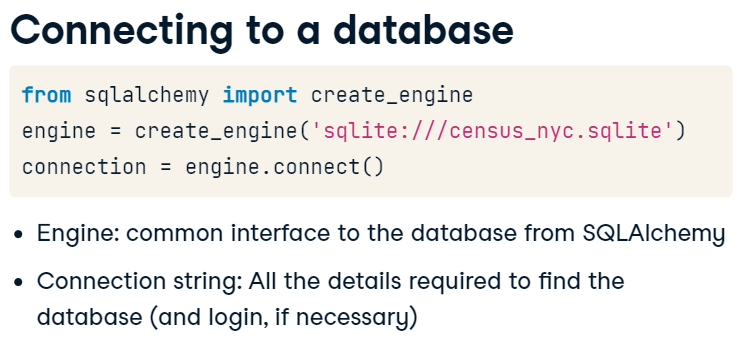 Connecting to a database
from sqlalchemy import create_engine
engine = create_engine('sqlite:///census_nyc.sqlite')
connection = engine.connect()
• Engine: common interface to the database from SQLAlchemy
• Connection string: All the details required to find the
database (and login, if necessary)